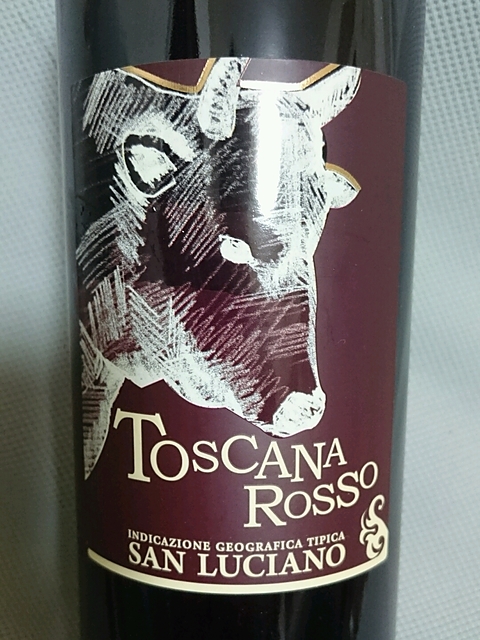 TOSCANA
ROSSO
INDICAZIONE GEOGRAFICA TIPICA
SAN LUCIANO